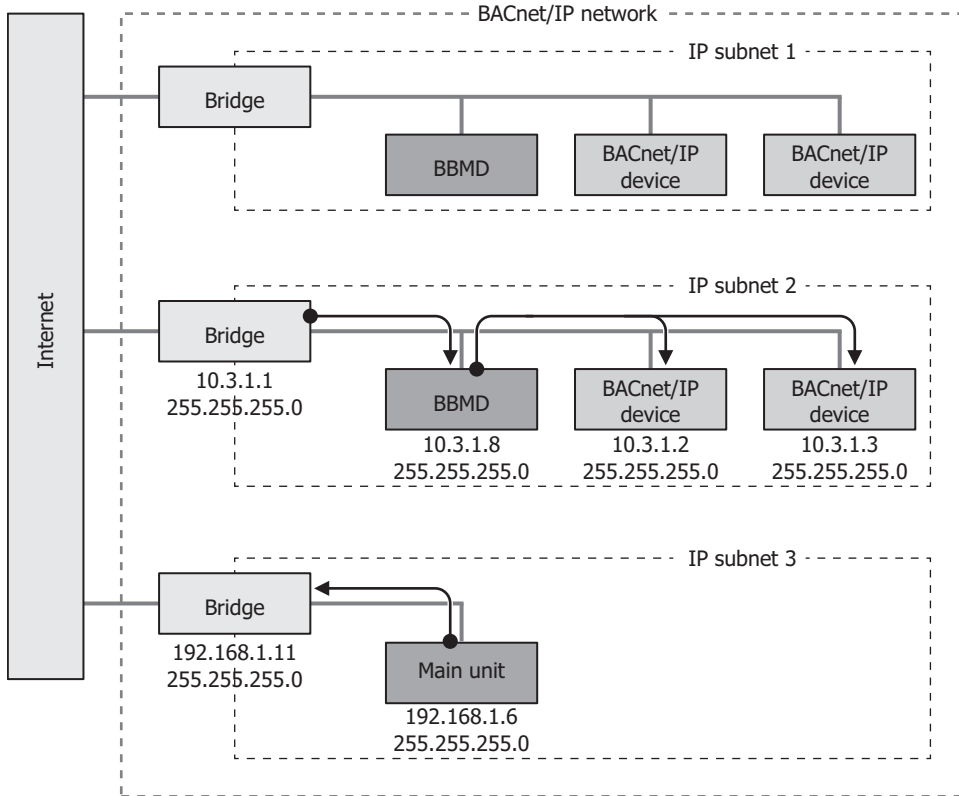 BACnet/IP network
Internet
IP subnet 1
Bridge
BBMD
BACnet/IP
device
BACnet/IP
device
IP subnet 2
Bridge
10.3.1.1
255.255.255.0
BBMD
10.3.1.8
255.255.255.0
BACnet/IP
device
10.3.1.2
255.255.255.0
BACnet/IP
device
10.3.1.3
255.255.255.0
IP subnet 3
Bridge
192.168.1.11
255.255.255.0
Main unit
192.168.1.6
255.255.255.0